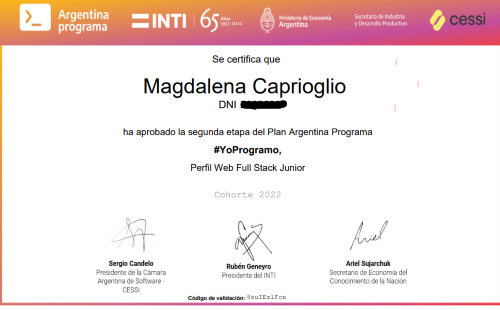 Argentina
programa
INTI
65 Años
1957-2022
Ministerio de Economía
Argentina
Secretaría de Industria
y Desarrollo Productivo
cessi
Se certifica que
Magdalena Caprioglio
DNI
ha aprobado la segunda etapa del Plan Argentina Programa
#YoProgramo,
Perfil Web Full Stack Junior
Cohorte 2022
Sergio Candelo
Presidente de la Cámara
Argentina de Software -
CESSI
Rubén Geneyro
Presidente del INTI
Ariel Sujarchuk
Secretario de Economía del
Conocimiento de la Nación
Código de validación: 8suIEzlFcx